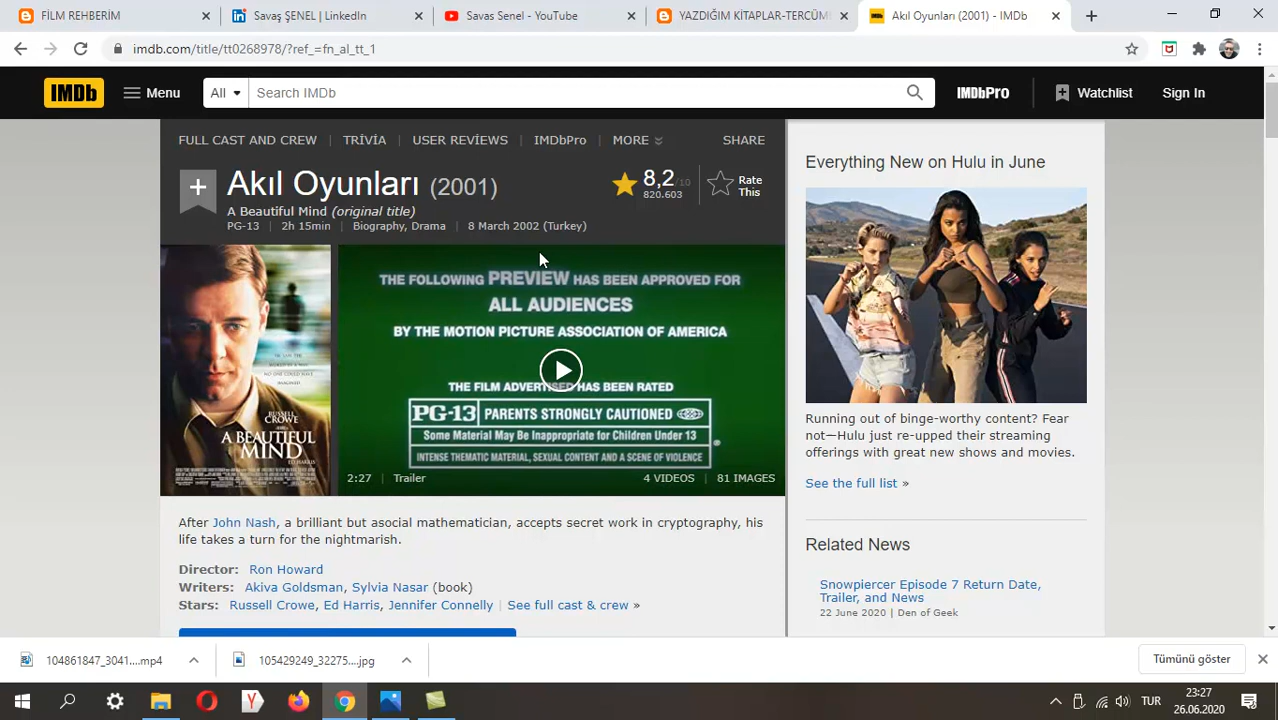 FİLM REHBERİM
Savaş ŞENEL | LinkedIn
Savas Senel - YouTube
YAZDIĞIM KİTAPLAR-TERCÜM
Akıl Oyunları (2001) - IMDb
imdb.com/title/tt0268978/?ref_=fn_al_tt_1
IMDb
Menu
All
Search IMDb
IMDbPro
Watchlist
Sign In
FULL CAST AND CREW | TRİVİA | USER REVİEWS | IMDbPro | MORE
SHARE
Akıl Oyunları (2001)
8,2/10
820.603
Rate This
A Beautiful Mind (original title)
PG-13 | 2h 15min | Biography, Drama | 8 March 2002 (Turkey)
RUSSELL
CROWE
A BEAUTIFUL
MIND
ED HARRIS
THE FOLLOWING PREVIEW HAS BEEN APPROVED FOR
ALL AUDIENCES
BY THE MOTION PICTURE ASSOCIATION OF AMERICA
THE FILM ADVERTISED HAS BEEN RATED
PG-13 PARENTS STRONGLY CAUTIONED
Some Material May Be Inappropriate for Children Under 13
INTENSE THEMATIC MATERIAL, SEXUAL CONTENT AND A SCENE OF VIOLENCE
2:27 Trailer
4 VIDEOS | 81 IMAGES
After John Nash, a brilliant but asocial mathematician, accepts secret work in cryptography, his
life takes a turn for the nightmarish.
Director: Ron Howard
Writers: Akiva Goldsman, Sylvia Nasar (book)
Stars: Russell Crowe, Ed Harris, Jennifer Connelly | See full cast & crew »
Everything New on Hulu in June
Running out of binge-worthy content? Fear
not—Hulu just re-upped their streaming
offerings with great new shows and movies.
See the full list »
Related News
Snowpiercer Episode 7 Return Date,
Trailer, and News
22 June 2020 | Den of Geek
104861847_3041....mp4
105429249_32275....jpg
Tümünü göster
TUR
23:27
26.06.2020